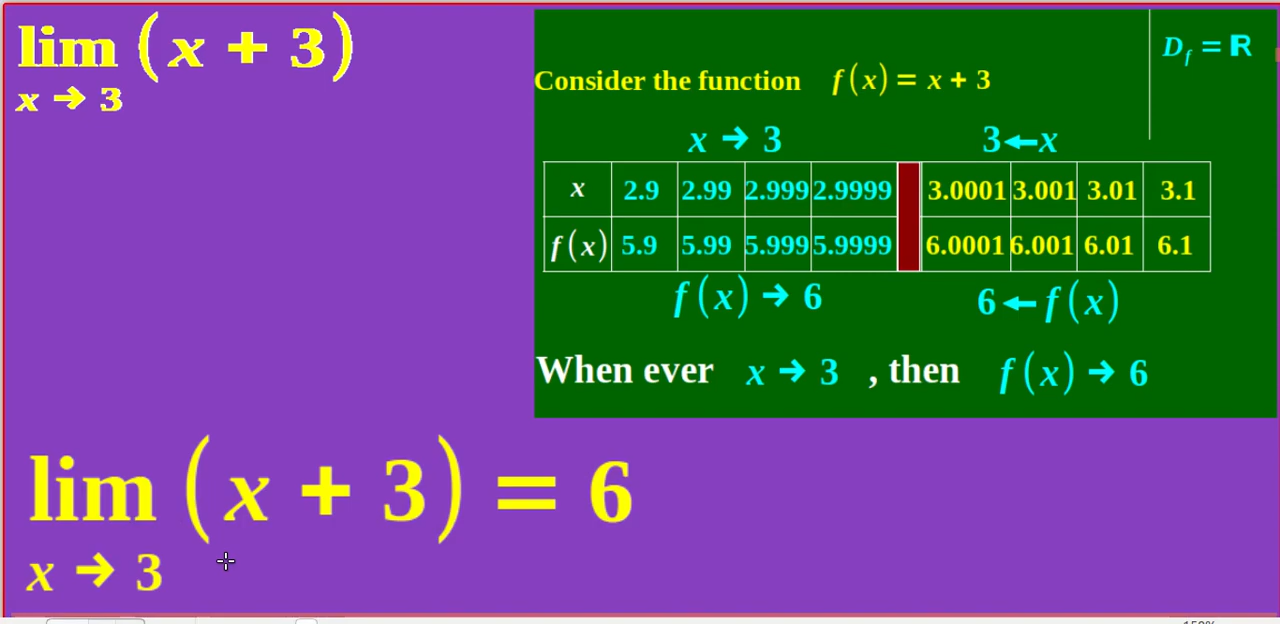 lim (x + 3)
x → 3
D_f = ℝ
Consider the function f(x) = x + 3
x → 3 3←x
x 2.9 2.99 2.999 2.9999 3.0001 3.001 3.01 3.1
f(x) 5.9 5.99 5.999 5.9999 6.0001 6.001 6.01 6.1
f(x) → 6 6←f(x)
When ever x → 3 , then f(x) → 6
lim (x + 3) = 6
x → 3